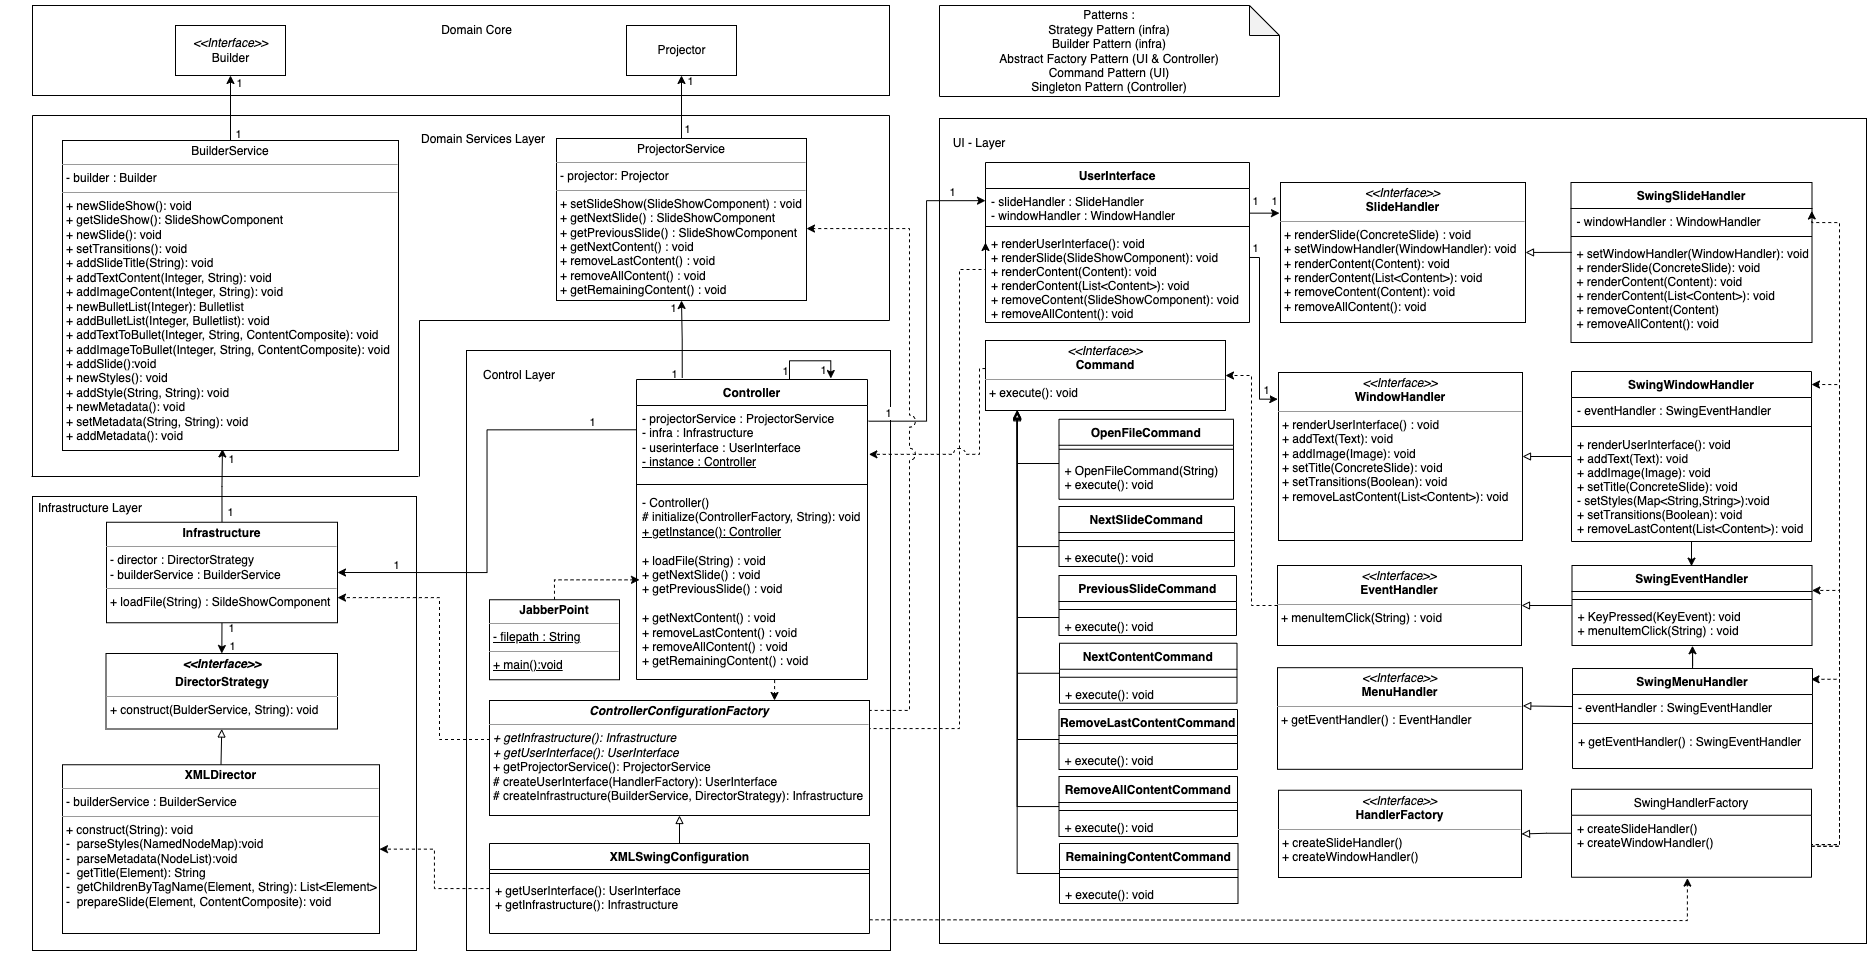 Domain Core
<<Interface>>
Builder
1
Projector
1
Patterns :
Strategy Pattern (infra)
Builder Pattern (infra)
Abstract Factory Pattern (UI & Controller)
Command Pattern (UI)
Singleton Pattern (Controller)
Domain Services Layer
1
BuilderService
- builder : Builder
+ newSlideShow(): void
+ getSlideShow(): SlideShowComponent
+ newSlide(): void
+ setTransitions(): void
+ addSlideTitle(String): void
+ addTextContent(Integer, String): void
+ addImageContent(Integer, String): void
+ newBulletList(Integer): Bulletlist
+ addBulletList(Integer, Bulletlist): void
+ addTextToBullet(Integer, String, ContentComposite): void
+ addImageToBullet(Integer, String, ContentComposite): void
+ addSlide():void
+ newStyles(): void
+ addStyle(String, String): void
+ newMetadata(): void
+ setMetadata(String, String): void
+ addMetadata(): void
1
1
ProjectorService
- projector: Projector
+ setSlideShow(SlideShowComponent) : void
+ getNextSlide() : SlideShowComponent
+ getPreviousSlide() : SlideShowComponent
+ getNextContent() : void
+ removeLastContent() : void
+ removeAllContent() : void
+ getRemainingContent() : void
1
Infrastructure Layer
1
Infrastructure
- director : DirectorStrategy
- builderService : BuilderService
+ loadFile(String) : SildeShowComponent
1
1
<<Interface>>
DirectorStrategy
+ construct(BulderService, String): void
XMLDirector
- builderService : BuilderService
+ construct(String): void
- parseStyles(NamedNodeMap):void
- parseMetadata(NodeList):void
- getTitle(Element): String
- getChildrenByTagName(Element, String): List<Element>
- prepareSlide(Element, ContentComposite): void
Control Layer
1
1
1
1
1
1
Controller
- projectorService : ProjectorService
- infra : Infrastructure
- userinterface : UserInterface
- instance : Controller
- Controller()
# initialize(ControllerFactory, String): void
+ getInstance(): Controller
+ loadFile(String) : void
+ getNextSlide() : void
+ getPreviousSlide() : void
+ getNextContent() : void
+ removeLastContent() : void
+ removeAllContent() : void
+ getRemainingContent() : void
JabberPoint
- filepath : String
+ main():void
ControllerConfigurationFactory
+ getInfrastructure(): Infrastructure
+ getUserInterface(): UserInterface
+ getProjectorService(): ProjectorService
# createUserInterface(HandlerFactory): UserInterface
# createInfrastructure(BuilderService, DirectorStrategy): Infrastructure
XMLSwingConfiguration
+ getUserInterface(): UserInterface
+ getInfrastructure(): Infrastructure
UI - Layer
1
UserInterface
- slideHandler : SlideHandler
- windowHandler : WindowHandler
+ renderUserInterface(): void
+ renderSlide(SlideShowComponent): void
+ renderContent(Content): void
+ renderContent(List<Content>): void
+ removeContent(SlideShowComponent): void
+ removeAllContent(): void
1
1
1
1
<<Interface>>
Command
+ execute(): void
OpenFileCommand
+ OpenFileCommand(String)
+ execute(): void
NextSlideCommand
+ execute(): void
PreviousSlideCommand
+ execute(): void
NextContentCommand
+ execute(): void
RemoveLastContentCommand
+ execute(): void
RemoveAllContentCommand
+ execute(): void
RemainingContentCommand
+ execute(): void
<<Interface>>
SlideHandler
+ renderSlide(ConcreteSlide) : void
+ setWindowHandler(WindowHandler): void
+ renderContent(Content): void
+ renderContent(List<Content>): void
+ removeContent(Content): void
+ removeAllContent(): void
<<Interface>>
WindowHandler
+ renderUserInterface() : void
+ addText(Text): void
+ addImage(Image): void
+ setTitle(ConcreteSlide): void
+ setTransitions(Boolean): void
+ removeLastContent(List<Content>): void
<<Interface>>
EventHandler
+ menuItemClick(String) : void
<<Interface>>
MenuHandler
+ getEventHandler() : EventHandler
<<Interface>>
HandlerFactory
+ createSlideHandler()
+ createWindowHandler()
SwingSlideHandler
- windowHandler : WindowHandler
+ setWindowHandler(WindowHandler): void
+ renderSlide(ConcreteSlide): void
+ renderContent(Content): void
+ renderContent(List<Content>): void
+ removeContent(Content)
+ removeAllContent(): void
SwingWindowHandler
- eventHandler : SwingEventHandler
+ renderUserInterface(): void
+ addText(Text): void
+ addImage(Image): void
+ setTitle(ConcreteSlide): void
- setStyles(Map<String,String>):void
+ setTransitions(Boolean): void
+ removeLastContent(List<Content>): void
SwingEventHandler
+ KeyPressed(KeyEvent): void
+ menuItemClick(String) : void
SwingMenuHandler
- eventHandler : SwingEventHandler
+ getEventHandler() : SwingEventHandler
SwingHandlerFactory
+ createSlideHandler()
+ createWindowHandler()